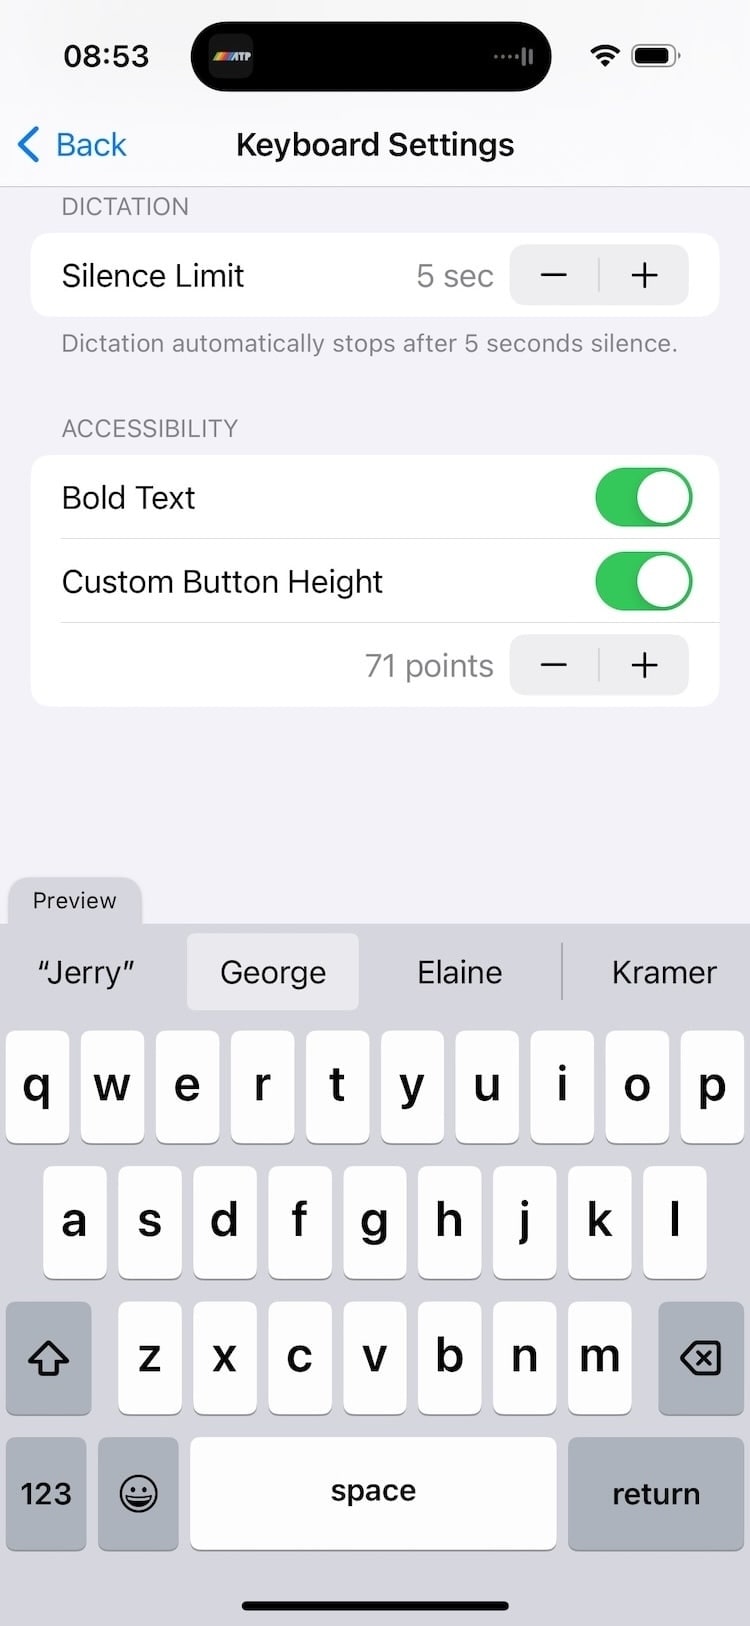 08:53
ATP
Back
Keyboard Settings
DICTATION
Silence Limit 5 sec − +
Dictation automatically stops after 5 seconds silence.
ACCESSIBILITY
Bold Text
Custom Button Height
71 points − +
Preview
“Jerry” George Elaine Kramer
q w e r t y u i o p
a s d f g h j k l
z x c v b n m
123 space return